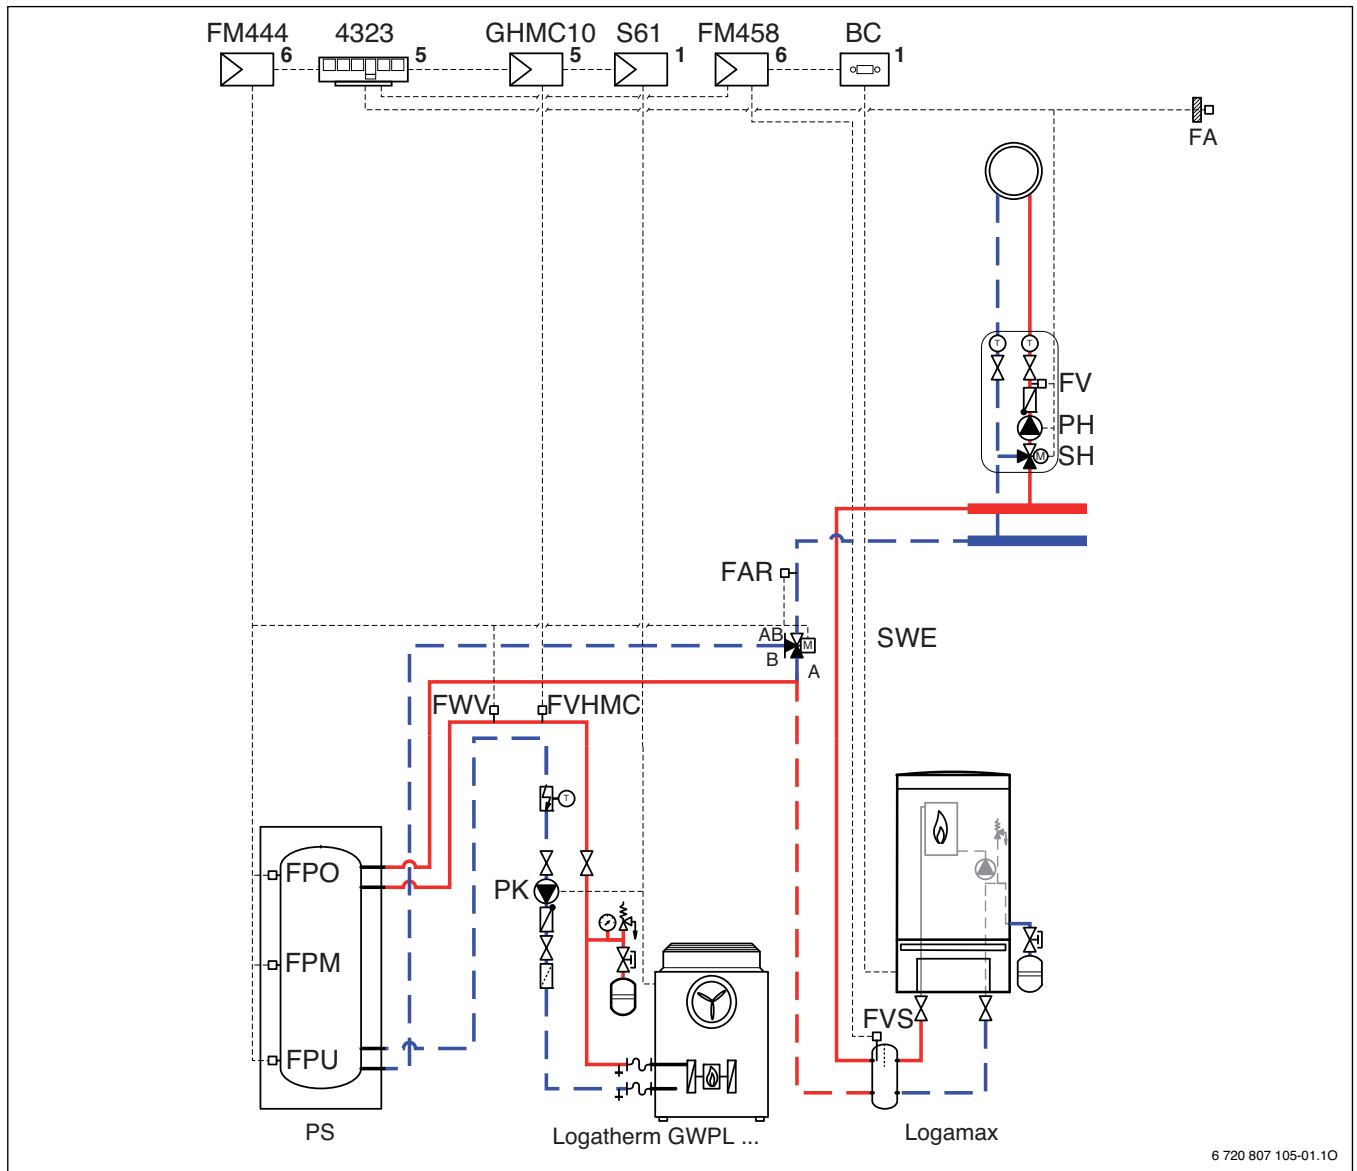 FM444 4323 GHMC10 S61 FM458 BC
6 5 5 1 6 1
FA
T T
FV
PH
SH
M
FAR
AB
M
B
A
SWE
FWV FVHMC
T
FPO
PK
FPM
FVS
FPU
PS
Logatherm GWPL ...
Logamax
6 720 807 105-01.1O